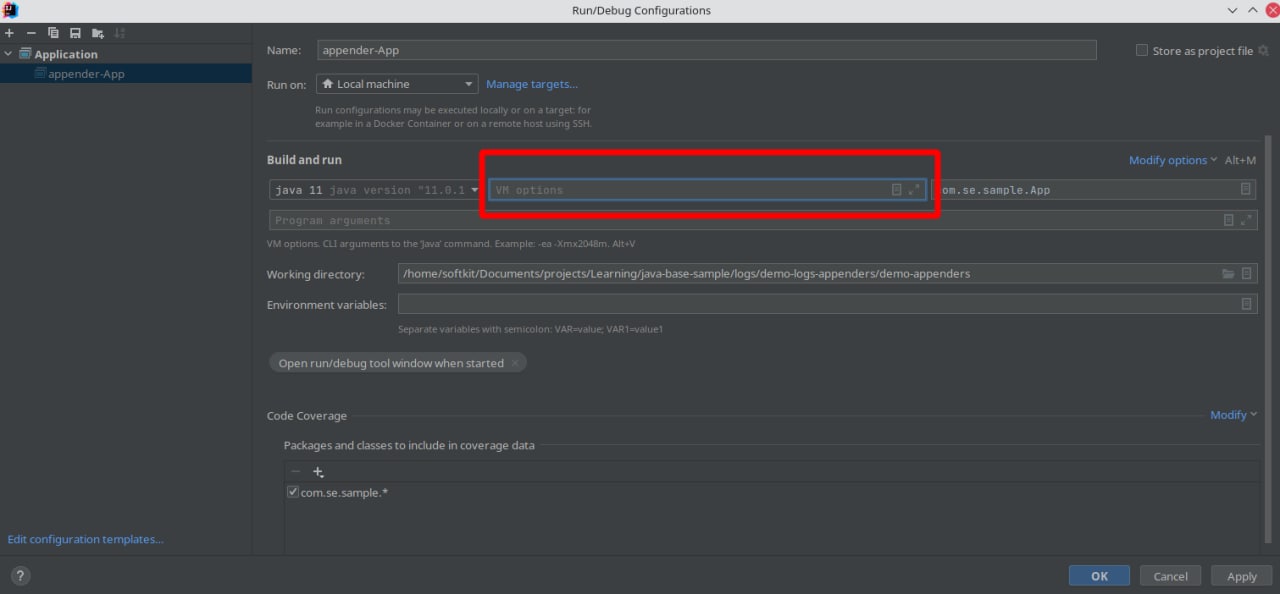 Run/Debug Configurations
Application
appender-App
Name: appender-App Store as project file
Run on: Local machine Manage targets...
Run configurations may be executed locally or on a target: for
example in a Docker Container or on a remote host using SSH.
Build and run Modify options Alt+M
java 11 java version "11.0.1 VM options om.se.sample.App
Program arguments
VM options. CLI arguments to the 'Java' command. Example: -ea -Xmx2048m. Alt+V
Working directory: /home/softkit/Documents/projects/Learning/java-base-sample/logs/demo-logs-appenders/demo-appenders
Environment variables:
Separate variables with semicolon: VAR=value; VAR1=value1
Open run/debug tool window when started ×
Code Coverage Modify
Packages and classes to include in coverage data
com.se.sample.*
Edit configuration templates...
? OK Cancel Apply